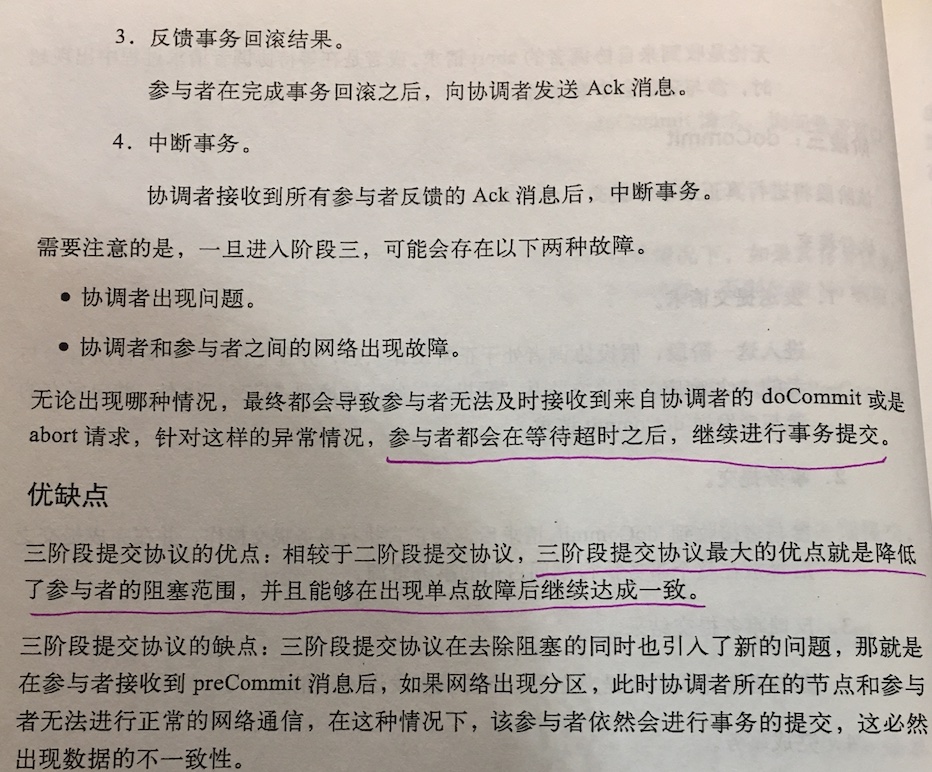 3. 反馈事务回滚结果。
参与者在完成事务回滚之后，向协调者发送 Ack 消息。
4. 中断事务。
协调者接收到所有参与者反馈的 Ack 消息后，中断事务。
需要注意的是，一旦进入阶段三，可能会存在以下两种故障。
• 协调者出现问题。
• 协调者和参与者之间的网络出现故障。
无论出现哪种情况，最终都会导致参与者无法及时接收到来自协调者的 doCommit 或是
abort 请求，针对这样的异常情况，参与者都会在等待超时之后，继续进行事务提交。
优缺点
三阶段提交协议的优点：相较于二阶段提交协议，三阶段提交协议最大的优点就是降低
了参与者的阻塞范围，并且能够在出现单点故障后继续达成一致。
三阶段提交协议的缺点：三阶段提交协议在去除阻塞的同时也引入了新的问题，那就是
在参与者接收到 preCommit 消息后，如果网络出现分区，此时协调者所在的节点和参与
者无法进行正常的网络通信，在这种情况下，该参与者依然会进行事务的提交，这必然
出现数据的不一致性。